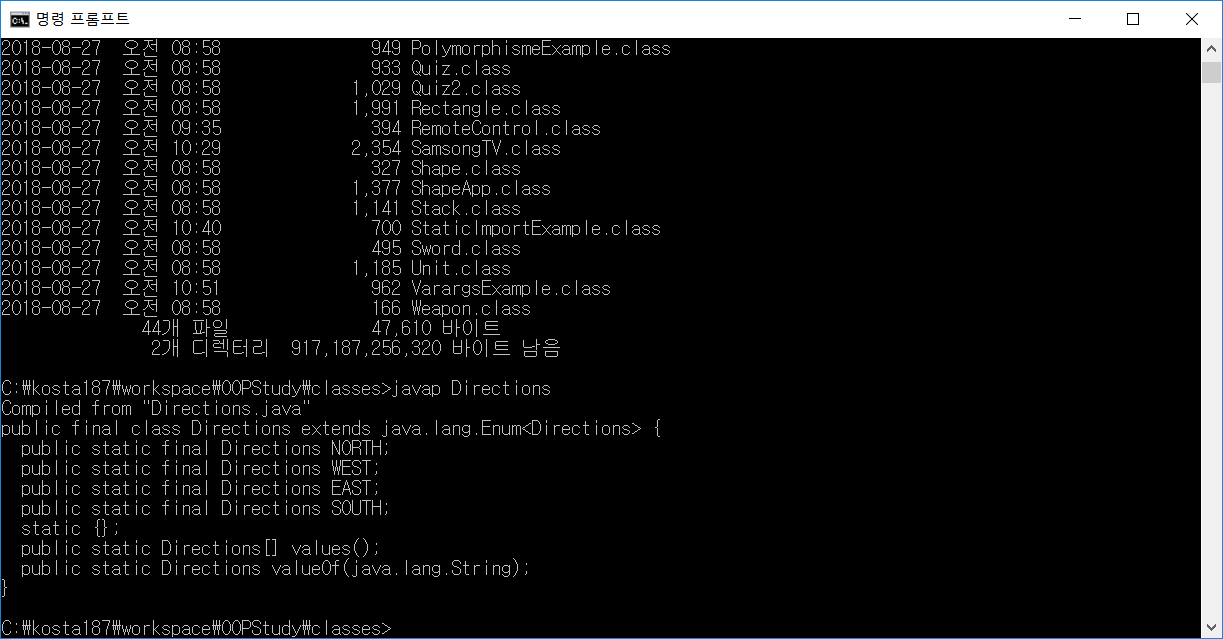 명령 프롬프트
2018-08-27  오전 08:58               949 PolymorphismeExample.class
2018-08-27  오전 08:58               933 Quiz.class
2018-08-27  오전 08:58             1,029 Quiz2.class
2018-08-27  오전 08:58             1,991 Rectangle.class
2018-08-27  오전 09:35               394 RemoteControl.class
2018-08-27  오전 10:29             2,354 SamsongTV.class
2018-08-27  오전 08:58               327 Shape.class
2018-08-27  오전 08:58             1,377 ShapeApp.class
2018-08-27  오전 08:58             1,141 Stack.class
2018-08-27  오전 10:40               700 StaticImportExample.class
2018-08-27  오전 08:58               495 Sword.class
2018-08-27  오전 08:58             1,185 Unit.class
2018-08-27  오전 10:51               962 VarargsExample.class
2018-08-27  오전 08:58               166 Weapon.class
              44개 파일              47,610 바이트
               2개 디렉터리  917,187,256,320 바이트 남음
C:₩kosta187₩workspace₩OOPStudy₩classes>javap Directions
Compiled from "Directions.java"
public final class Directions extends java.lang.Enum<Directions> {
  public static final Directions NORTH;
  public static final Directions WEST;
  public static final Directions EAST;
  public static final Directions SOUTH;
  static {};
  public static Directions[] values();
  public static Directions valueOf(java.lang.String);
}
C:₩kosta187₩workspace₩OOPStudy₩classes>